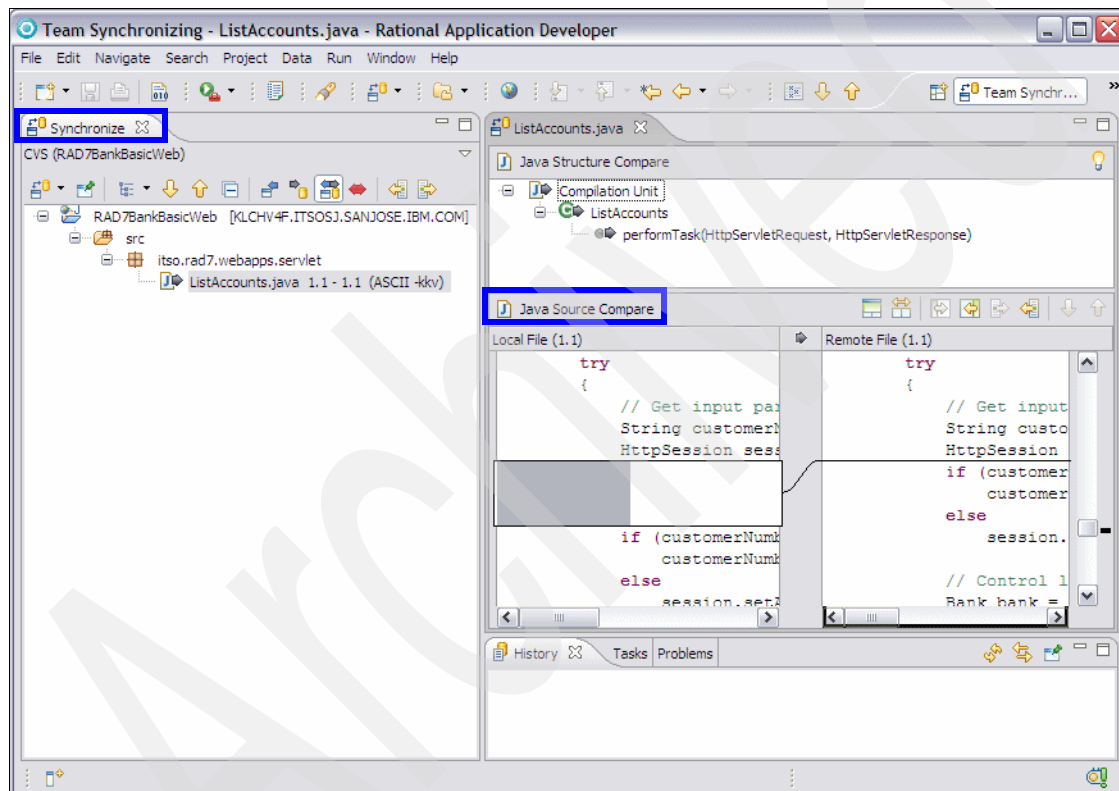 Team Synchronizing - ListAccounts.java - Rational Application Developer
File Edit Navigate Search Project Data Run Window Help
Team Synchr...
Synchronize
CVS (RAD7BankBasicWeb)
RAD7BankBasicWeb [KLCHV4F.ITSOSJ.SANJOSE.IBM.COM]
src
itso.rad7.webapps.servlet
ListAccounts.java 1.1 - 1.1 (ASCII -kkv)
ListAccounts.java
Java Structure Compare
Compilation Unit
ListAccounts
performTask(HttpServletRequest, HttpServletResponse)
Java Source Compare
Local File (1.1)
try
{
// Get input par
String customerN
HttpSession sess
if (customerNumb
customerNumb
else
session.setA
Remote File (1.1)
try
{
// Get input
String custo
HttpSession
if (customer
customer
else
session.
// Control l
Bank bank =
History Tasks Problems
Archived